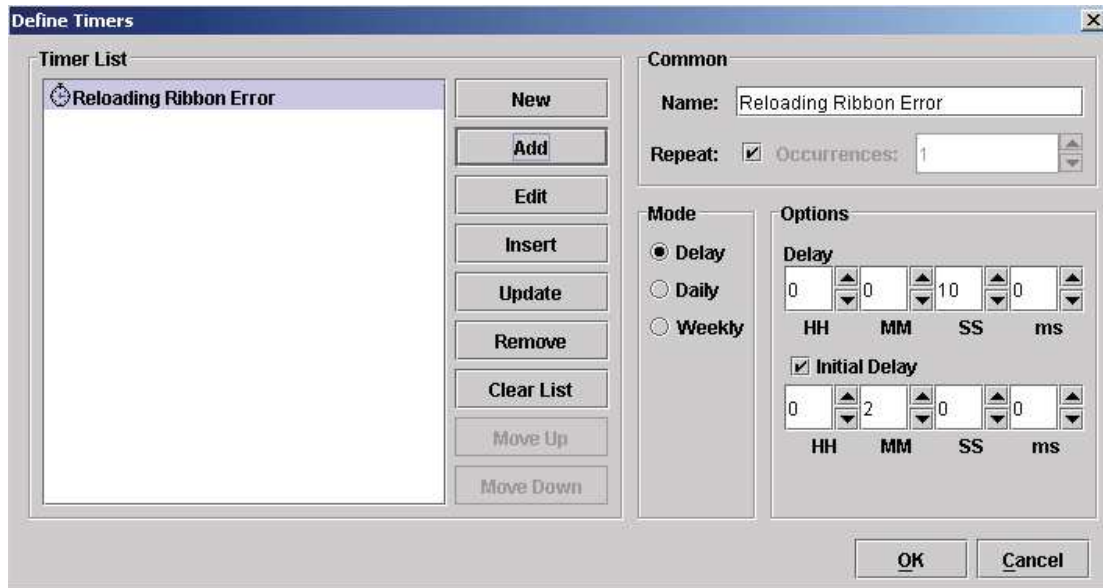 Define Timers
Timer List
Reloading Ribbon Error
New
Add
Edit
Insert
Update
Remove
Clear List
Move Up
Move Down
Common
Name: Reloading Ribbon Error
Repeat: Occurrences: 1
Mode
Delay
Daily
Weekly
Options
Delay
0 0 10 0
HH MM SS ms
Initial Delay
0 2 0 0
HH MM SS ms
OK Cancel